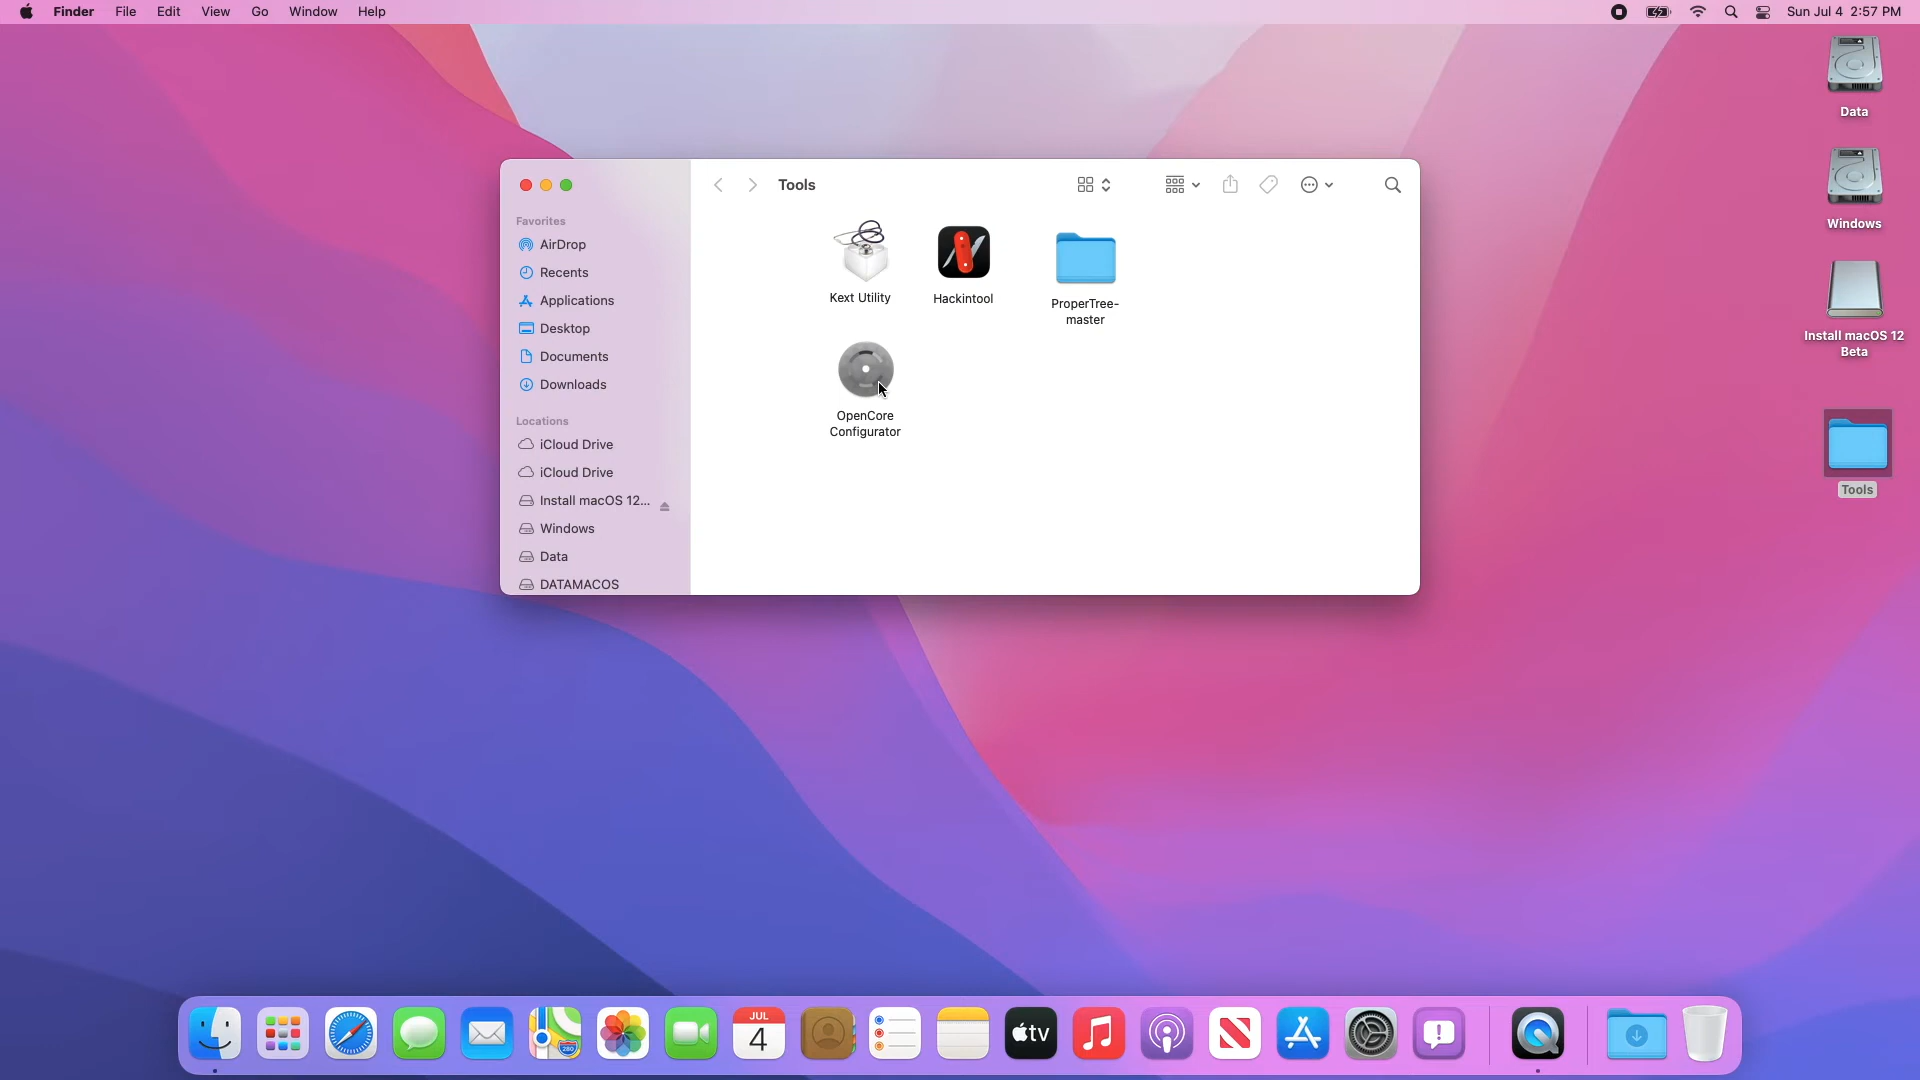 Finder File Edit View Go Window Help
Sun Jul 4 2:57 PM
Data
Windows
Install macOS 12
Beta
Tools
Tools
Favorites
AirDrop
Recents
Applications
Desktop
Documents
Downloads
Locations
iCloud Drive
iCloud Drive
Install macOS 12...
Windows
Data
DATAMACOS
Kext Utility
Hackintool
ProperTree-
master
OpenCore
Configurator
280
JUL
4
tv